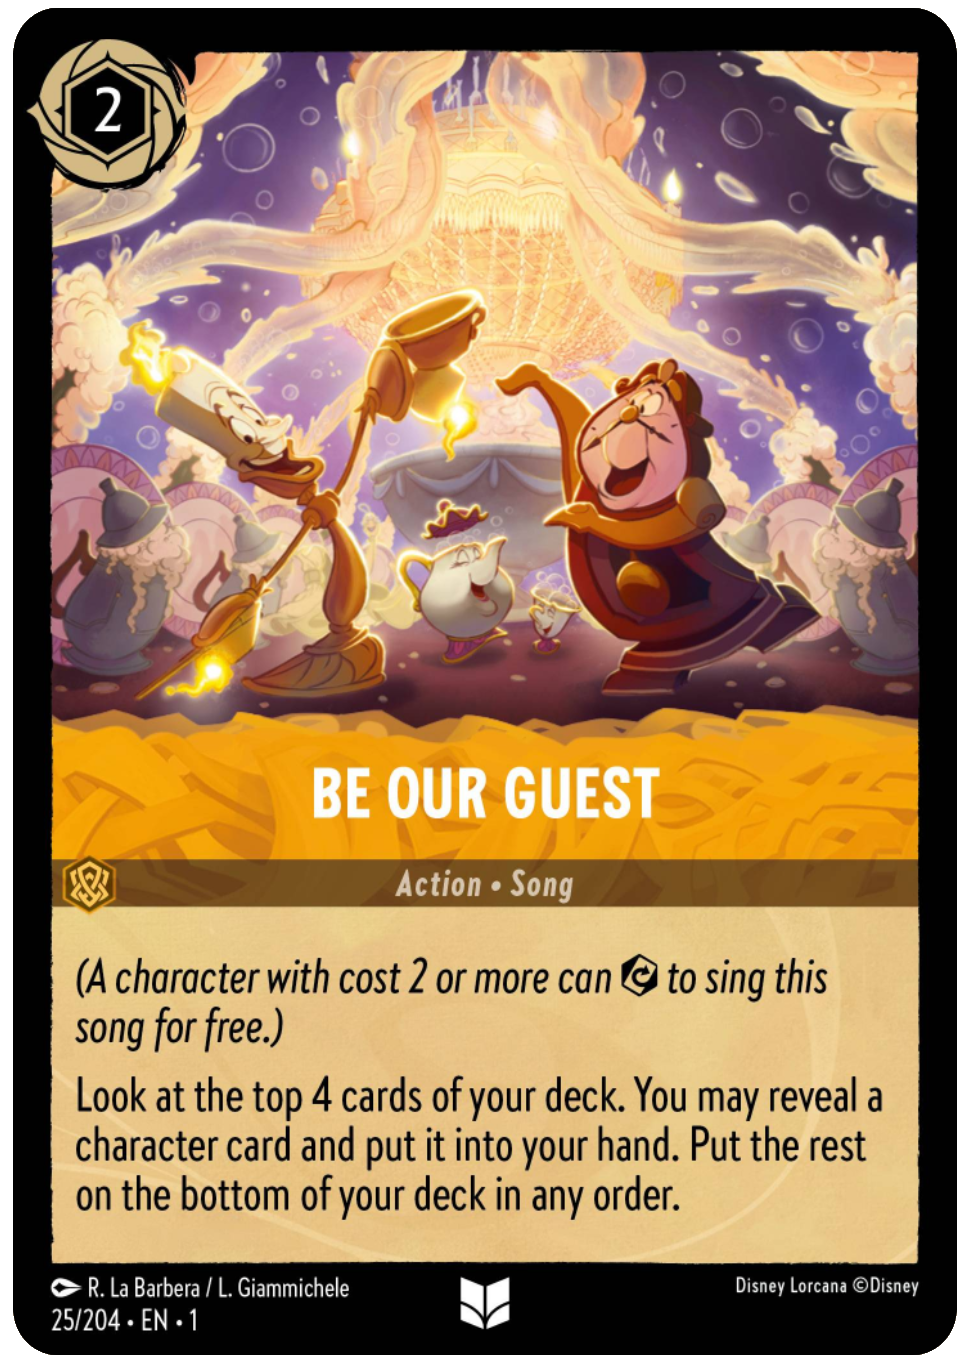 2
BE OUR GUEST
Action • Song
(A character with cost 2 or more can to sing this
song for free.)
Look at the top 4 cards of your deck. You may reveal a
character card and put it into your hand. Put the rest
on the bottom of your deck in any order.
R. La Barbera / L. Giammichele
Disney Lorcana ©Disney
25/204 • EN • 1